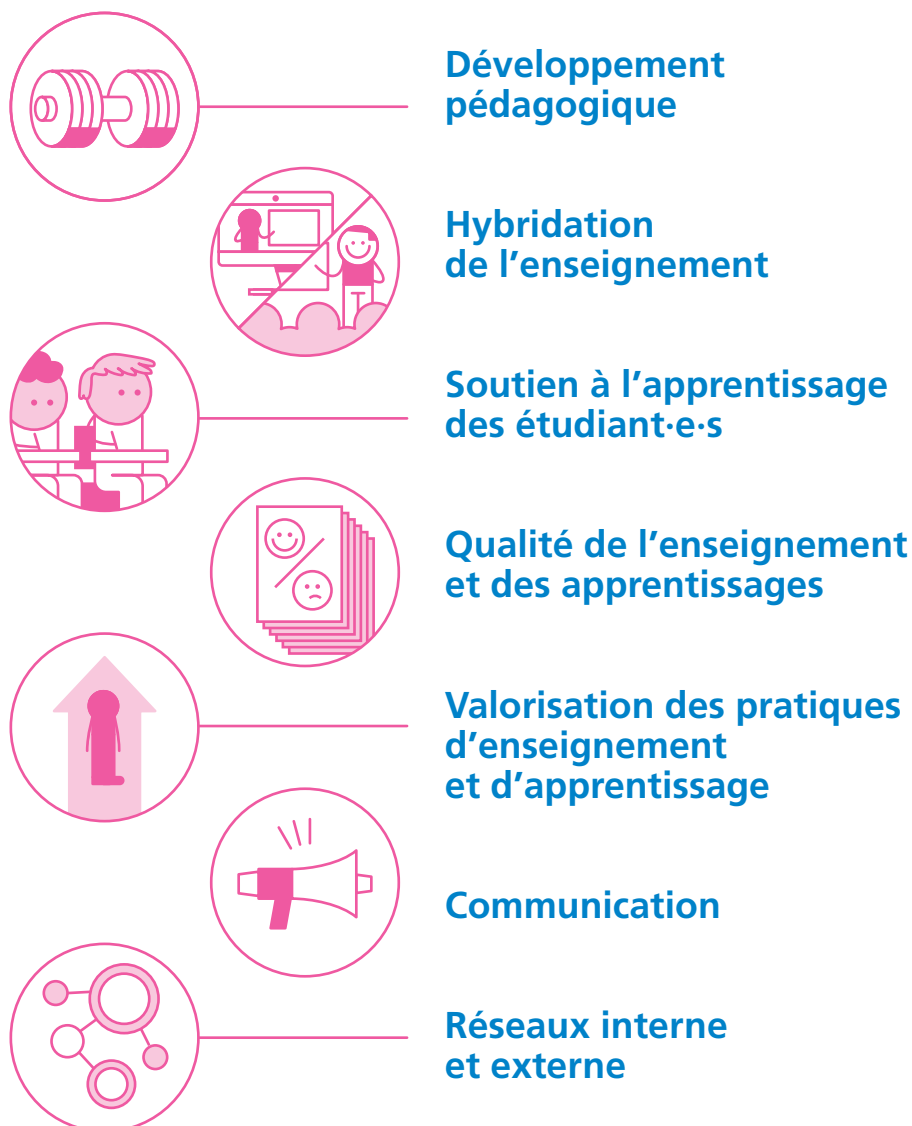 Développement
pédagogique
Hybridation
de l’enseignement
Soutien à l’apprentissage
des étudiant·e·s
Qualité de l’enseignement
et des apprentissages
Valorisation des pratiques
d’enseignement
et d’apprentissage
Communication
Réseaux interne
et externe